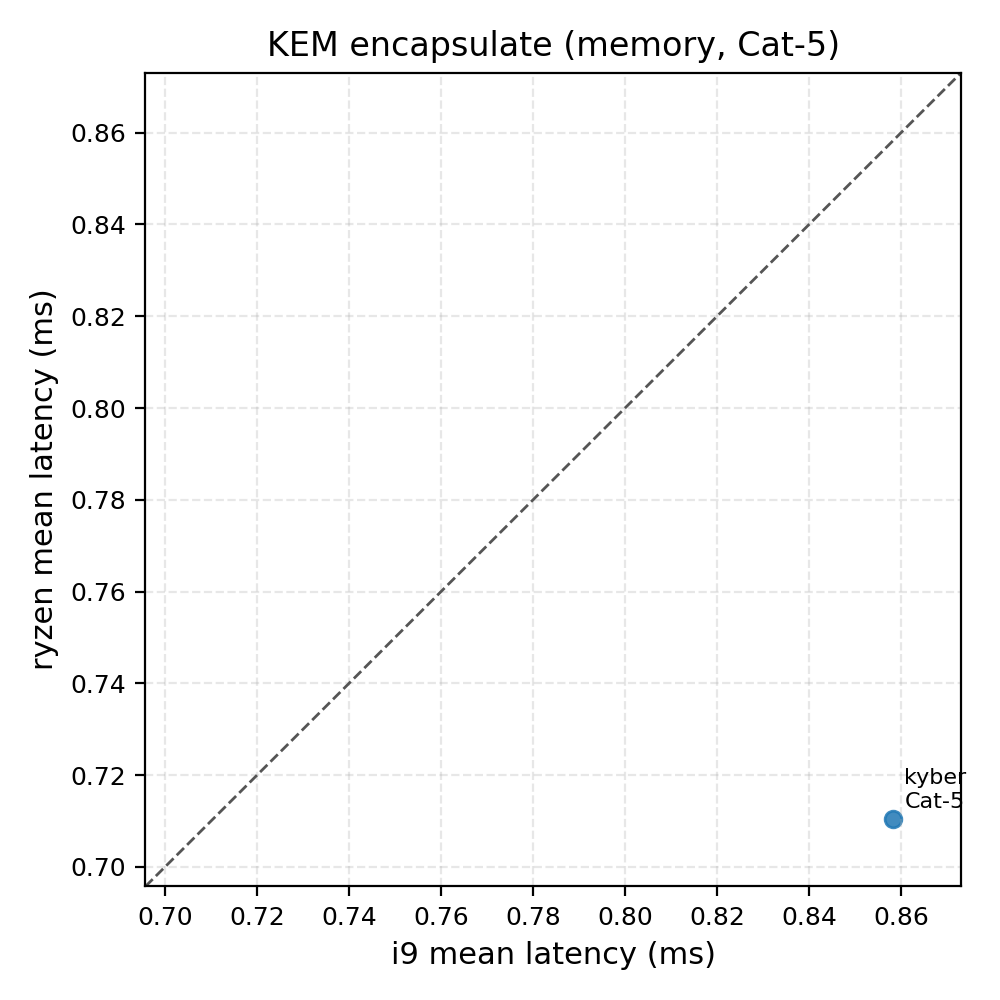 KEM encapsulate (memory, Cat-5)
ryzen mean latency (ms)
0.86
0.84
0.82
0.80
0.78
0.76
0.74
0.72
0.70
kyber
Cat-5
0.70 0.72 0.74 0.76 0.78 0.80 0.82 0.84 0.86
i9 mean latency (ms)